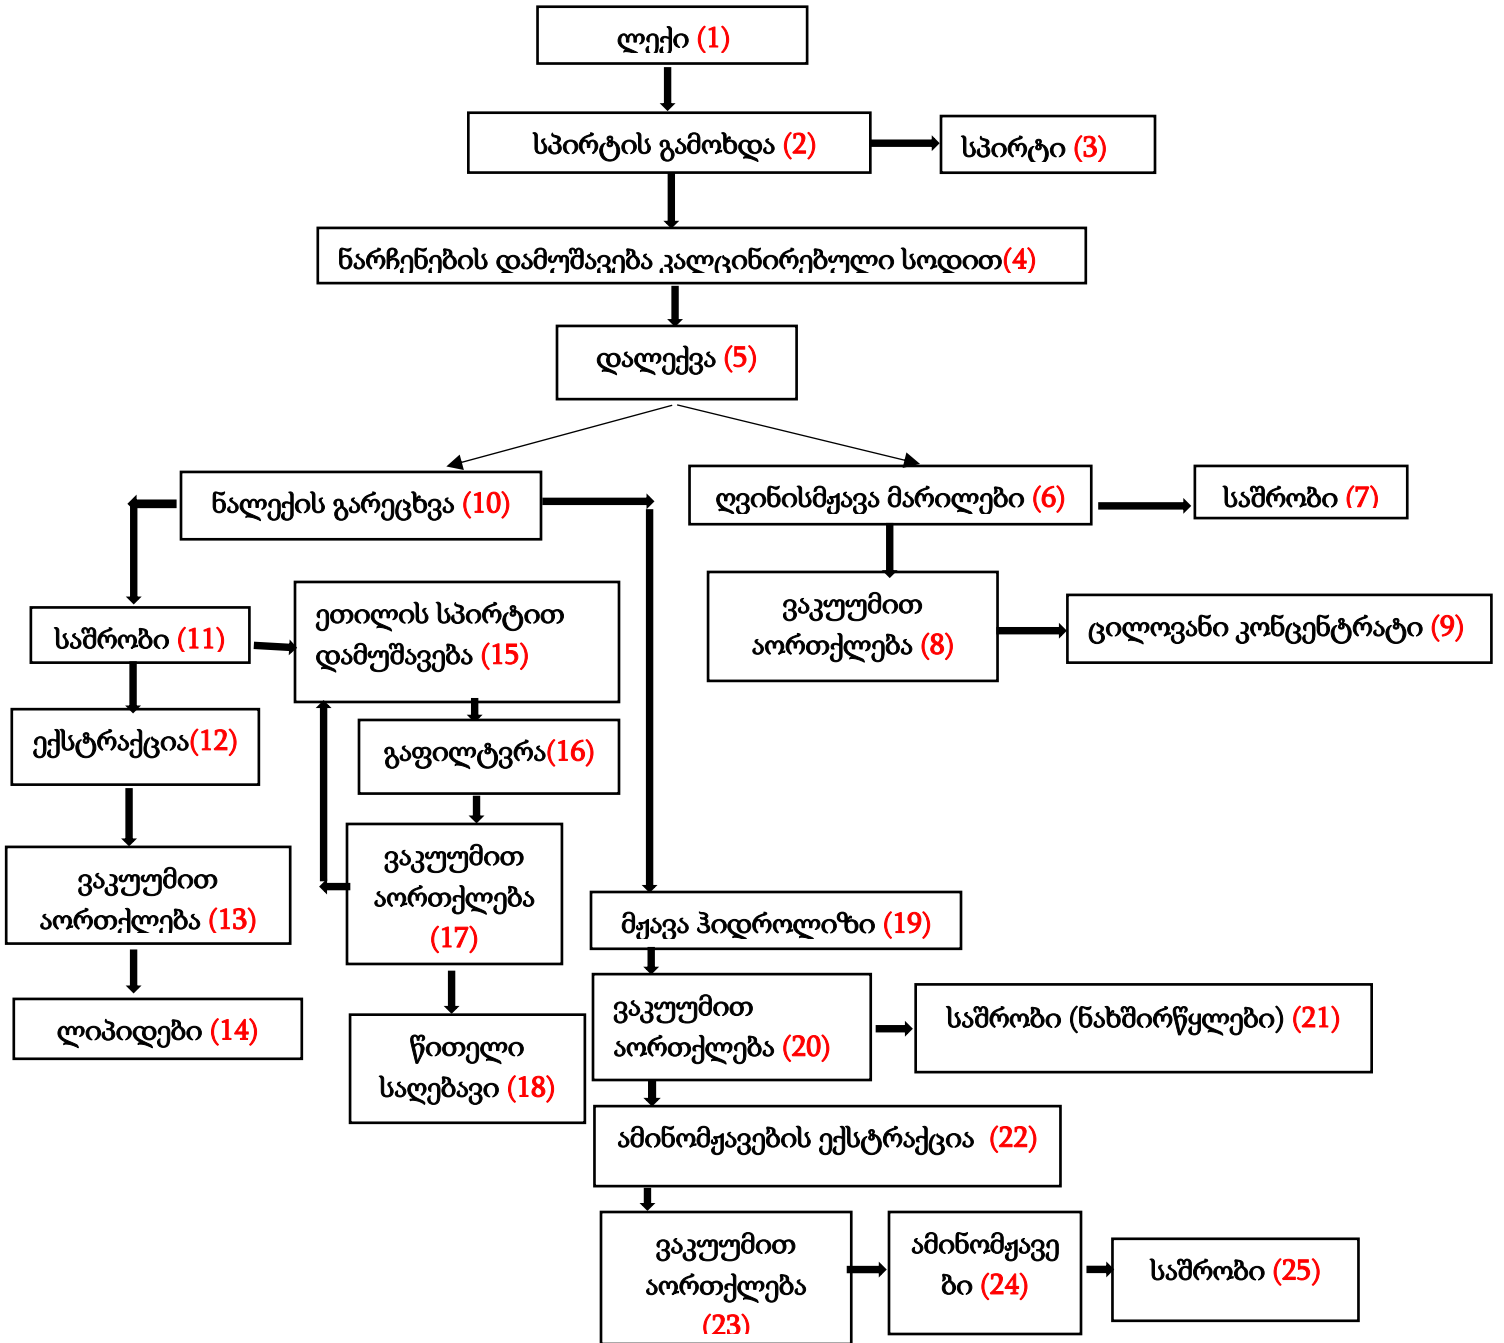 ლექი (1)
სპირტის გამოხდა (2)
სპირტი (3)
ნარჩენების დამუშავება კალცინირებული სოდით(4)
დალექვა (5)
ღვინისმჟავა მარილები (6)
საშრობი (7)
ვაკუუმით
აორთქლება (8)
ცილოვანი კონცენტრატი (9)
ნალექის გარეცხვა (10)
საშრობი (11)
ექსტრაქცია(12)
ვაკუუმით
აორთქლება (13)
ლიპიდები (14)
ეთილის სპირტით
დამუშავება (15)
გაფილტვრა(16)
ვაკუუმით
აორთქლება
(17)
წითელი
საღებავი (18)
მჟავა ჰიდროლიზი (19)
ვაკუუმით
აორთქლება (20)
საშრობი (ნახშირწყლები) (21)
ამინომჟავების ექსტრაქცია (22)
ვაკუუმით
აორთქლება
(23)
ამინომჟავე
ბი (24)
საშრობი (25)